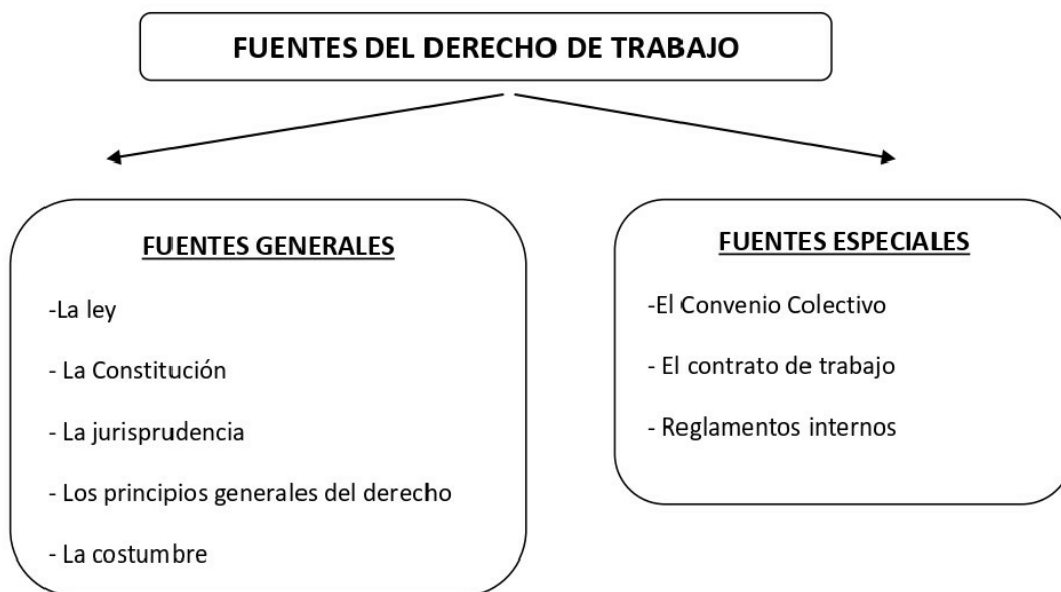 FUENTES DEL DERECHO DE TRABAJO
FUENTES GENERALES
-La ley
- La Constitución
- La jurisprudencia
- Los principios generales del derecho
- La costumbre
FUENTES ESPECIALES
-El Convenio Colectivo
- El contrato de trabajo
- Reglamentos internos